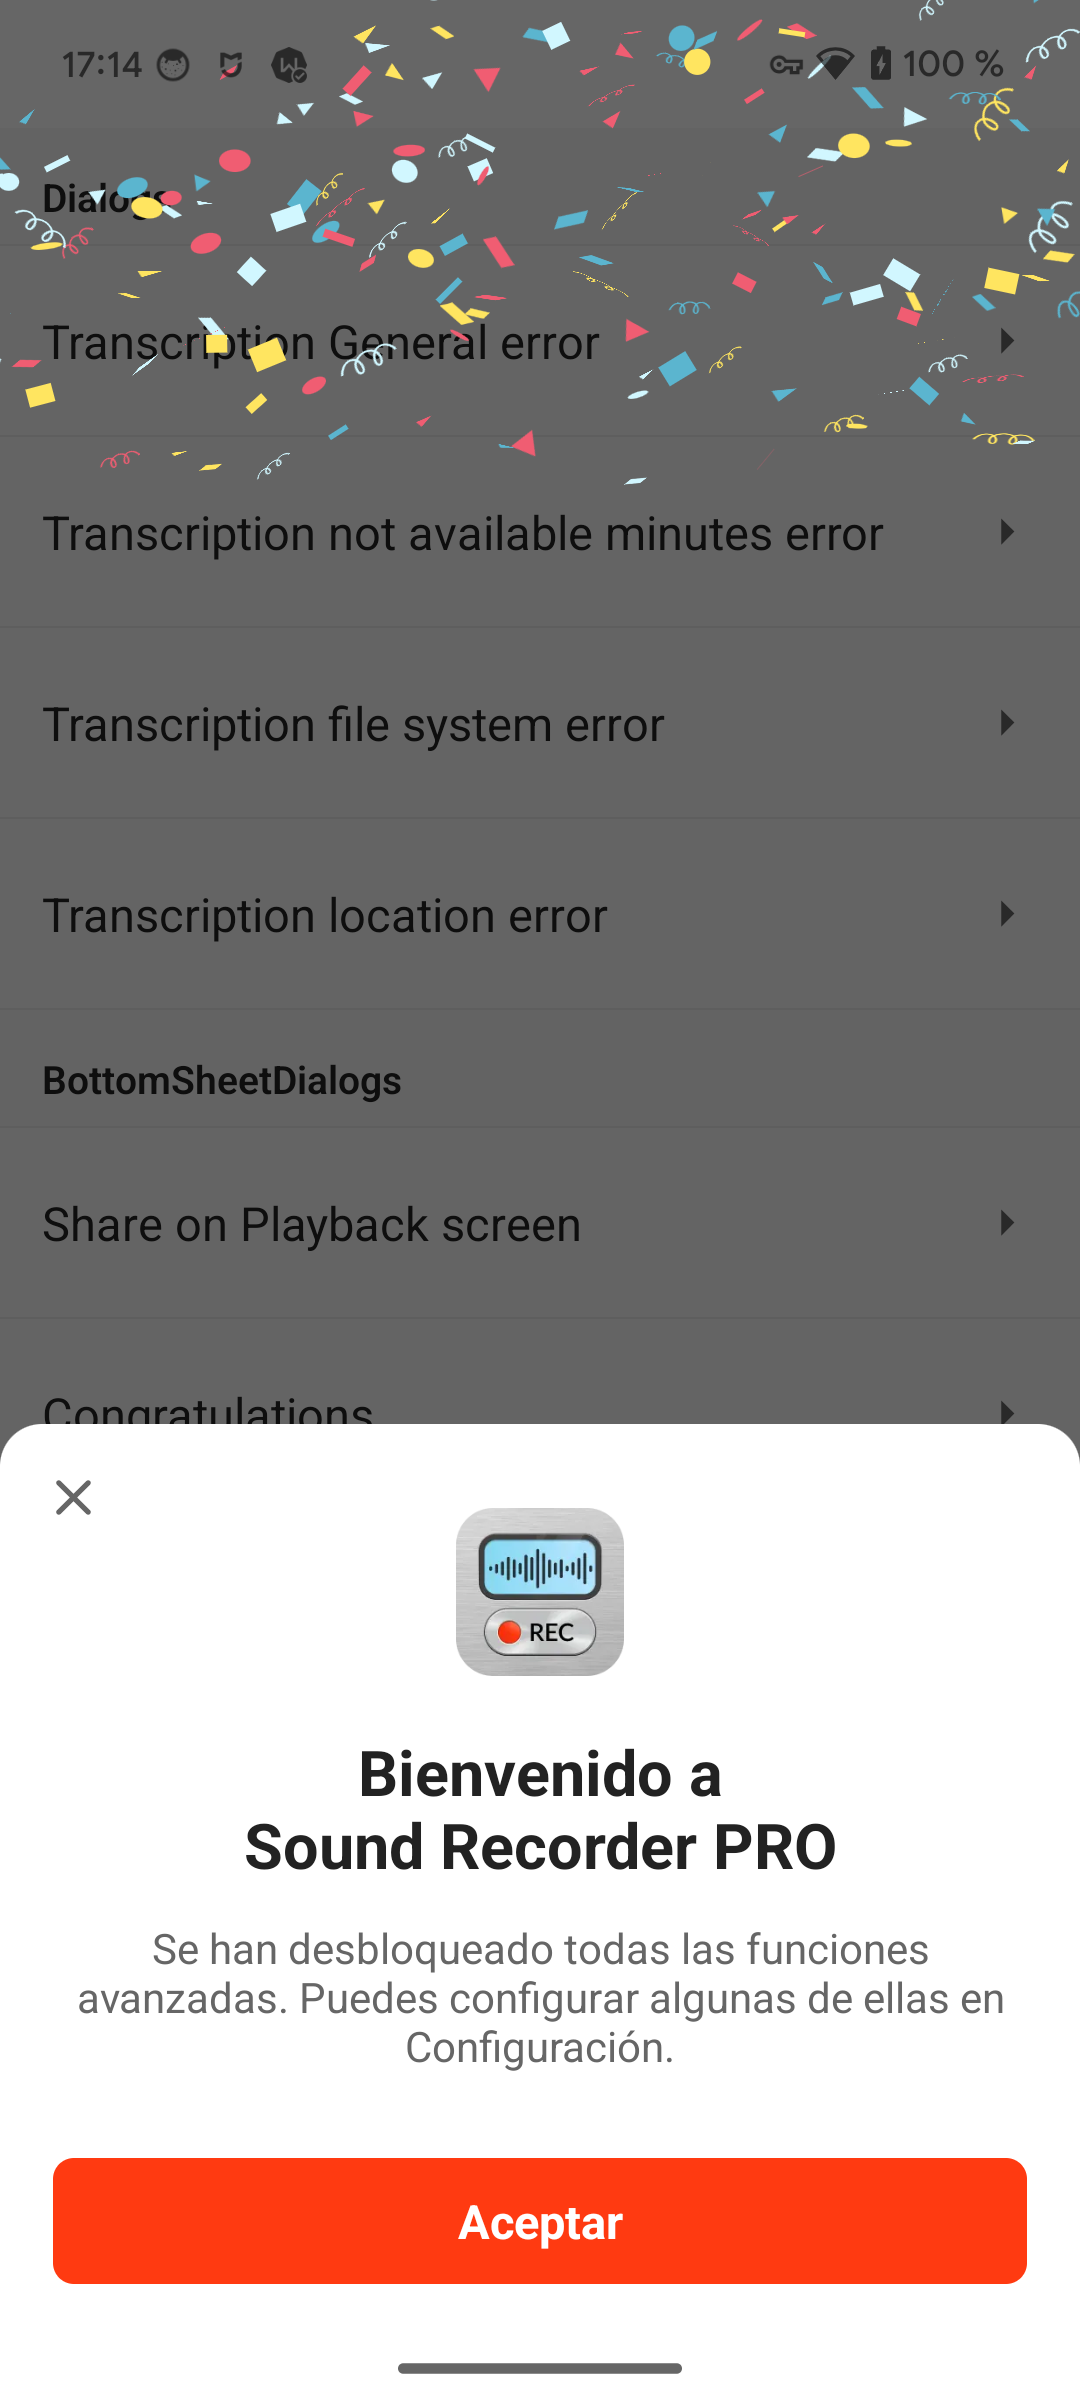 17:14
100 %
Dialogs
Transcription General error
Transcription not available minutes error
Transcription file system error
Transcription location error
BottomSheetDialogs
Share on Playback screen
Congratulations
REC
Bienvenido a
Sound Recorder PRO
Se han desbloqueado todas las funciones
avanzadas. Puedes configurar algunas de ellas en
Configuración.
Aceptar